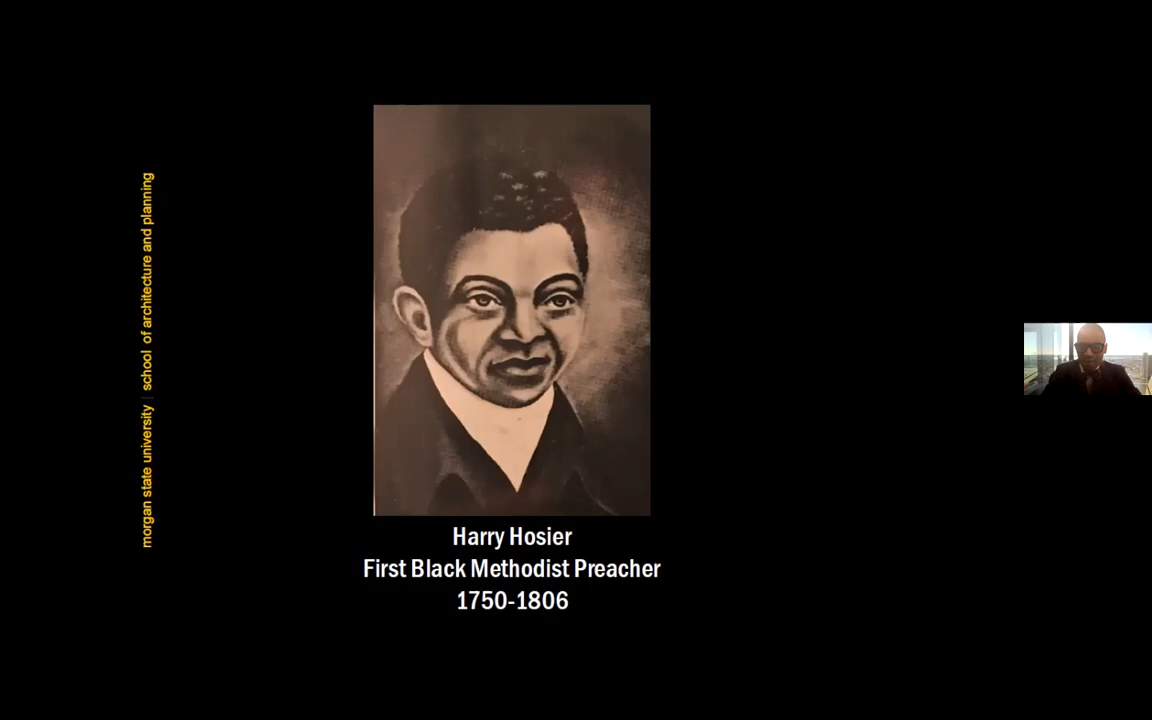 morgan state university | school of architecture and planning
Harry Hosier
First Black Methodist Preacher
1750-1806